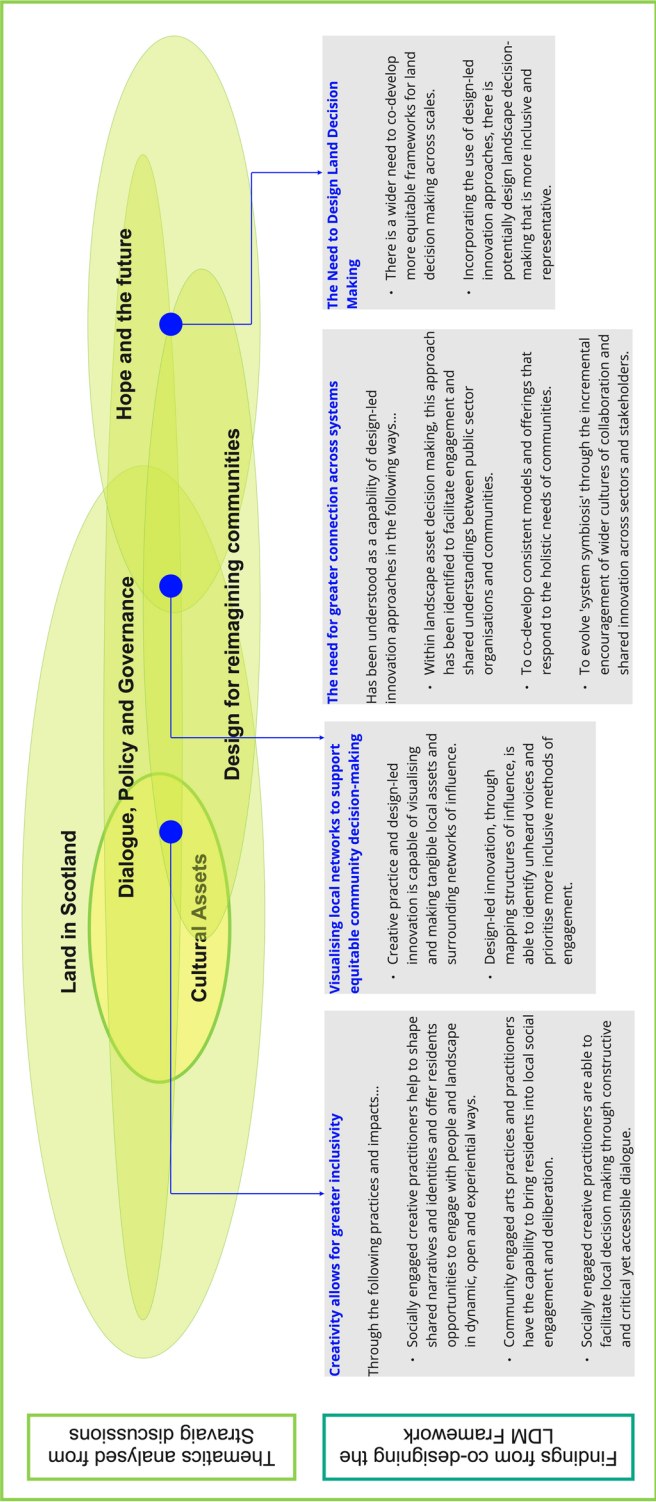 Thematics analysed from
Stravaig discussions
Land in Scotland
Dialogue, Policy and Governance
Cultural Assets
Design for reimagining communities
Hope and the future
Findings from co-designing the
LDM Framework
Creativity allows for greater inclusivity
Through the following practices and impacts...
• Socially engaged creative practitioners help to shape
shared narratives and identities and offer residents
opportunities to engage with people and landscape
in dynamic, open and experiential ways.
• Community engaged arts practices and practitioners
have the capability to bring residents into local social
engagement and deliberation.
• Socially engaged creative practitioners are able to
facilitate local decision making through constructive
and critical yet accessible dialogue.
Visualising local networks to support
equitable community decision-making
• Creative practice and design-led
innovation is capable of visualising
and making tangible local assets and
surrounding networks of influence.
• Design-led innovation, through
mapping structures of influence, is
able to identify unheard voices and
prioritise more inclusive methods of
engagement.
The need for greater connection across systems
Has been understood as a capability of design-led
innovation approaches in the following ways...
• Within landscape asset decision making, this approach
has been identified to facilitate engagement and
shared understandings between public sector
organisations and communities.
• To co-develop consistent models and offerings that
respond to the holistic needs of communities.
• To evolve 'system symbiosis' through the incremental
encouragement of wider cultures of collaboration and
shared innovation across sectors and stakeholders.
The Need to Design Land Decision
Making
• There is a wider need to co-develop
more equitable frameworks for land
decision making across scales.
• Incorporating the use of design-led
innovation approaches, there is
potentially design landscape decision-
making that is more inclusive and
representative.